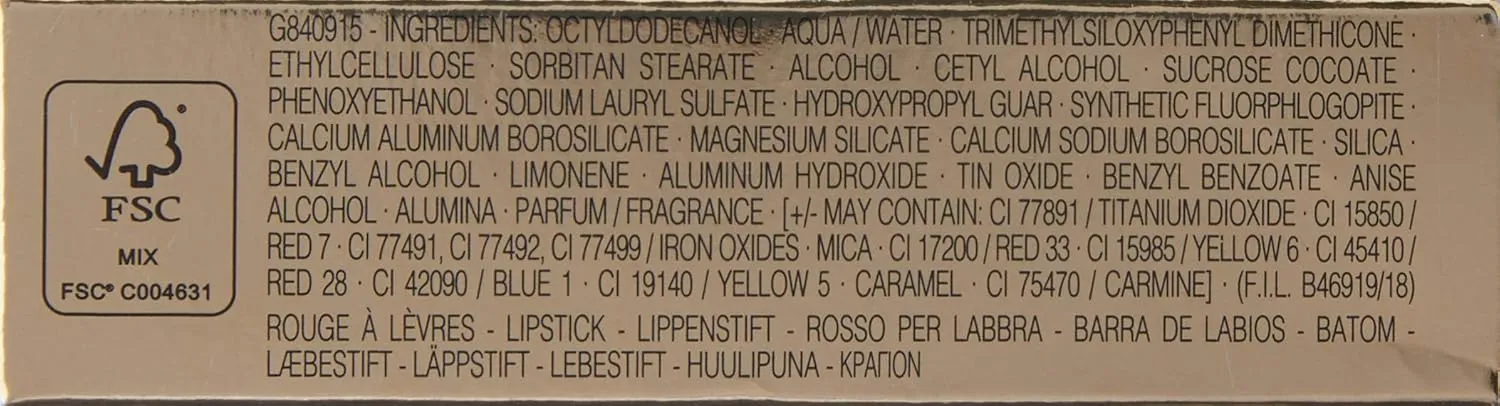 G840915 - INGREDIENTS: OCTYLDODECANOL · AQUA / WATER · TRIMETHYLSILOXYPHENYL DIMETHICONE ·
ETHYLCELLULOSE · SORBITAN STEARATE · ALCOHOL · CETYL ALCOHOL · SUCROSE COCOATE ·
PHENOXYETHANOL · SODIUM LAURYL SULFATE · HYDROXYPROPYL GUAR · SYNTHETIC FLUORPHLOGOPITE ·
CALCIUM ALUMINUM BOROSILICATE · MAGNESIUM SILICATE · CALCIUM SODIUM BOROSILICATE · SILICA ·
BENZYL ALCOHOL · LIMONENE · ALUMINUM HYDROXIDE · TIN OXIDE · BENZYL BENZOATE · ANISE
ALCOHOL · ALUMINA · PARFUM / FRAGRANCE · [+/- MAY CONTAIN: CI 77891 / TITANIUM DIOXIDE · CI 15850 /
RED 7 · CI 77491, CI 77492, CI 77499 / IRON OXIDES · MICA · CI 17200 / RED 33 · CI 15985 / YELLOW 6 · CI 45410 /
RED 28 · CI 42090 / BLUE 1 · CI 19140 / YELLOW 5 · CARAMEL · CI 75470 / CARMINE] · (F.I.L. B46919/18)
ROUGE À LÈVRES - LIPSTICK - LIPPENSTIFT - ROSSO PER LABBRA - BARRA DE LABIOS - BATOM -
LÆBESTIFT - LÄPPSTIFT - LEBESTIFT - HUULIPUNA - ΚΡΑΓΙΟΝ
FSC
MIX
FSC® C004631